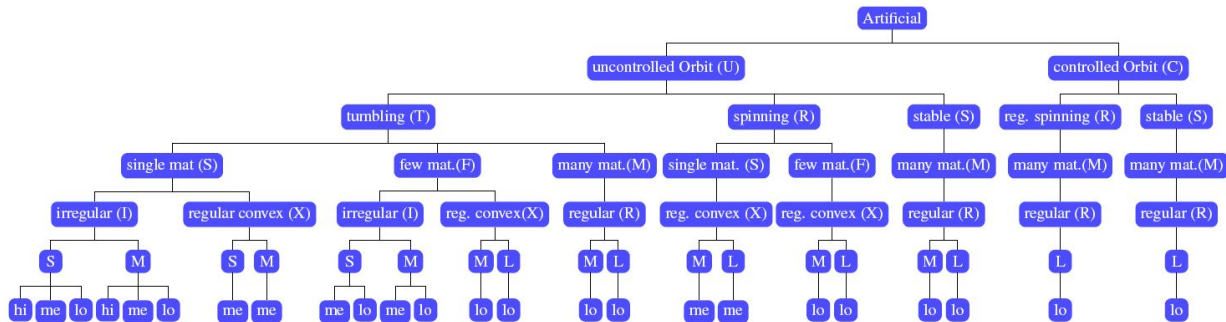 Artificial
uncontrolled Orbit (U) controlled Orbit (C)
tumbling (T) spinning (R) stable (S) reg. spinning (R) stable (S)
single mat (S) few mat.(F) many mat.(M) single mat. (S) few mat.(F) many mat.(M) many mat.(M) many mat.(M)
irregular (I) regular convex (X) irregular (I) reg. convex(X) regular (R) reg. convex (X) reg. convex (X) regular (R) regular (R) regular (R)
S M S M S M M L M L M L M L M L L L
hi me lo hi me lo me me me lo me lo lo lo lo lo me me lo lo lo lo lo lo